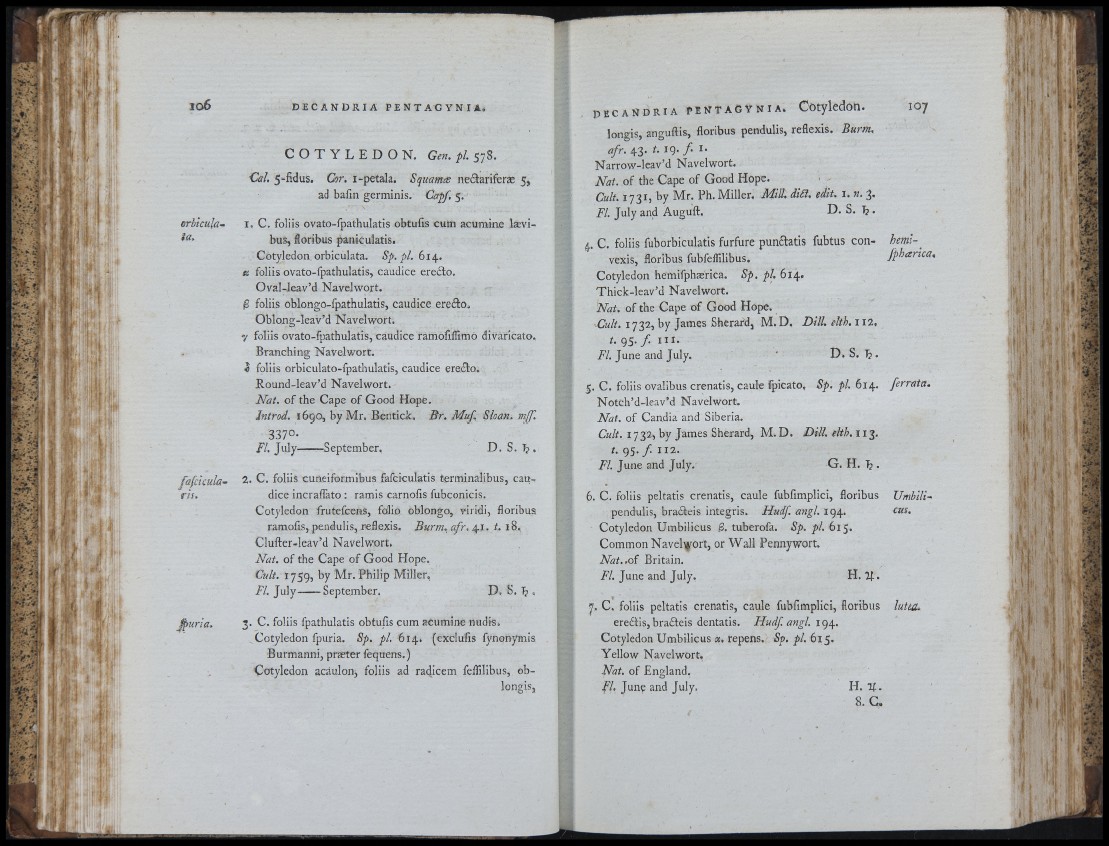 106 DECANDRIA PENTAGYNIA.
COTYLEDON. Gen. pl. 578.
Cal. 5-fidus. Cor. 1-petala. Squamæ nectariferæ 5,
ad basin germinis. Caps. 5.
orbicula- 1. C. foliis ovato-ſpathulatis obtuſis cum acumine lævi-
ta. bus, floribus paniculatis.
Cotyledon orbiculata. Sp. pl. 614.
α foliis ovato-ſpathulatis, caudice erecto.
Oval-leav'd Navelwort.
β foliis oblongo-ſpathulatis, caudice erecto.
Oblong-leav'd Navelwort.
γ foliis ovato-ſpathulatis, caudice ramoſiſſimo divaricato.
Branching Navelwort.
δ foliis orbiculato-ſpathulatis, caudice erecto.
Round-leav'd Navelwort.
Nat. of the Cape of Good Hope.
Introd. 1690, by Mr. Bentick. Br. Muſ. Sloan. mſſ.
3370.
Fl. July——September. D. S. ♄.
faſcicula- 2. C. foliis cuneiformibus faſciculatis terminalibus, cau-
ris. dice incraſſato: ramis carnoſis ſubconicis.
Cotyledon fruteſcens, folio oblongo, viridi, floribus
ramoſis, pendulis, reflexis. Burm. afr. 41. t. 18.
Cluſter-leav'd Navelwort.
Nat. of the Cape of Good Hope.
Cult. 1759, by Mr. Philip Miller.
Fl. July——September. D. S. ♄.
ſpuria. 3. C. foliis ſpathulatis obtuſis cum acumine nudis.
Cotyledon ſpuria. Sp. pl. 614. (excluſis ſynonymis
Burmanni, præter ſequens.)
Cotyledon acaulon, foliis ad radicem ſeſſilibus, ob-
longis,
DECANDRIA PENTAGYNIA. Cotyledon. 107
longis, anguſtis, floribus pendulis, reflexis. Burm.
afr. 43. t. 19. f. 1.
Narrow-leav'd Navelwort.
Nat. of the Cape of Good Hope.
Cult. 1731, by Mr. Ph. Miller. Mill. dict. edit. 1. n. 3.
Fl. July and Auguſt. D. S. ♄.
4. C. foliis ſuborbiculatis furfure punctatis ſubtus con- hemi-
vexis, floribus ſubſeſſilibus. ſphærica.
Cotyledon hemiſphærica. Sp. pl. 614.
Thick-leav'd Navelwort.
Nat. of the Cape of Good Hope.
Cult. 1732, by James Sherard, M.D. Dill. elth. 112.
t. 95. f. 111.
Fl. June and July. D. S. ♄.
5. C. foliis ovalibus crenatis, caule ſpicato. Sp. pl. 614. ſerrata.
Notch'd-leav'd Navelwort.
Nat. of Candia and Siberia.
Cult. 1732, by James Sherard, M.D. Dill. elth. 113.
t. 95. f. 112.
Fl. June and July. G. H. ♄.
6. C. foliis peltatis crenatis, caule ſubſimplici, floribus Umbili-
pendulis, bracteis integris. Hudſ. angl. 194. cus.
Cotyledon Umbilicus β. tuberoſa. Sp. pl. 615.
Common Navelwort, or Wall Pennywort.
Nat. of Britain.
Fl. June and July. H. ♃.
7. C. foliis peltatis crenatis, caule ſubſimplici, floribus lutea.
erectis, bracteis dentatis. Hudſ. angl. 194.
Cotyledon Umbilicus α. repens. Sp. pl. 615.
Yellow Navelwort.
Nat. of England.
Fl. June and July. H. ♃.
S. C.